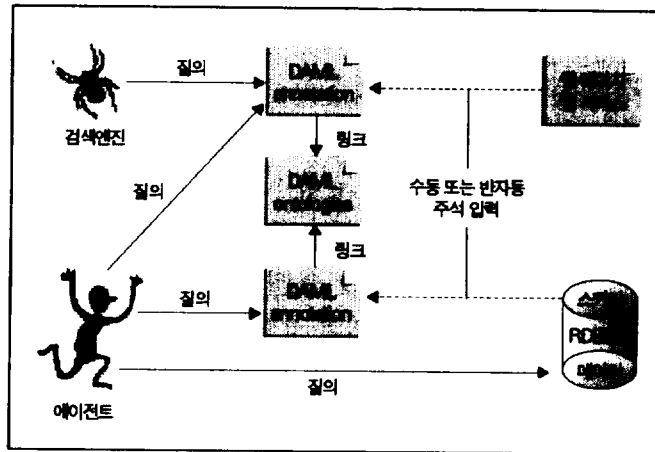 질의
DAML
annotation
검색엔진
링크
질의
DAML
ontologies
수동 또는 반자동
주석 입력
링크
질의
DAML
annotation
에이전트
질의